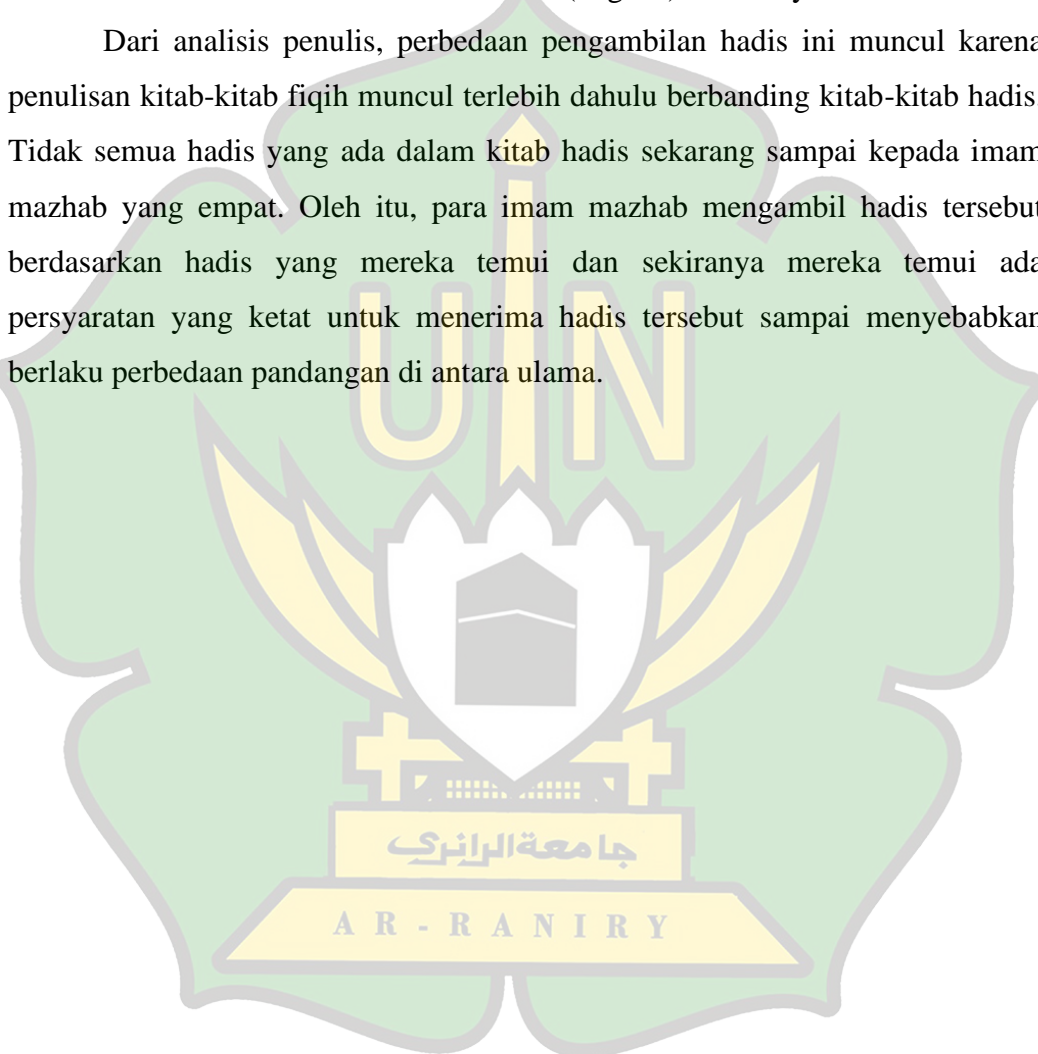 Dari analisis penulis, perbedaan pengambilan hadis ini muncul karena
penulisan kitab-kitab fiqih muncul terlebih dahulu berbanding kitab-kitab hadis.
Tidak semua hadis yang ada dalam kitab hadis sekarang sampai kepada imam
mazhab yang empat. Oleh itu, para imam mazhab mengambil hadis tersebut
berdasarkan hadis yang mereka temui dan sekiranya mereka temui ada
persyaratan yang ketat untuk menerima hadis tersebut sampai menyebabkan
berlaku perbedaan pandangan di antara ulama.
UIN
جامعةالرانري
AR-RANIRY